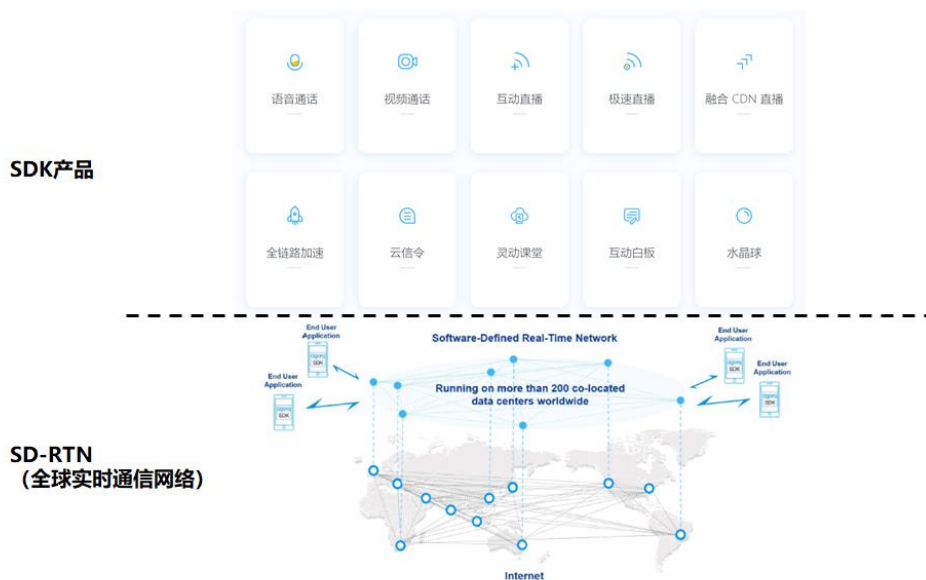 语音通话
视频通话
互动直播
极速直播
融合 CDN 直播
SDK产品
全链路加速
云信令
灵动课堂
互动白板
水晶球
End User
Application
SDK
End User
Application
SDK
Software-Defined Real-Time Network
Running on more than 200 co-located
data centers worldwide
End User
Application
SDK
End User
Application
SDK
SD-RTN
（全球实时通信网络）
Internet